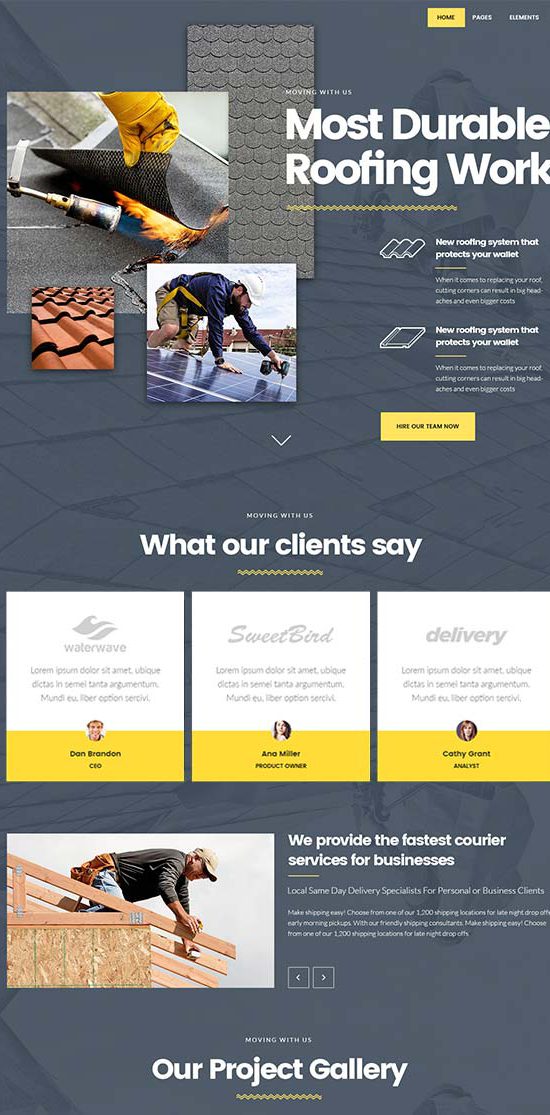 HOME PAGES ELEMENTS
MOVING WITH US
Most Durable
Roofing Work
New roofing system that
protects your wallet
When it comes to replacing your roof,
cutting corners can result in big head-
aches and even bigger costs
New roofing system that
protects your wallet
When it comes to replacing your roof,
cutting corners can result in big head-
aches and even bigger costs
HIRE OUR TEAM NOW
MOVING WITH US
What our clients say
waterwave
Lorem ipsum dolor sit amet, ubique
dictas in semei tanta argumentum.
Mundi eu, liber option sercivi.
Dan Brandon
CEO
SweetBird
Lorem ipsum dolor sit amet, ubique
dictas in semei tanta argumentum.
Mundi eu, liber option sercivi.
Ana Miller
PRODUCT OWNER
delivery
Lorem ipsum dolor sit amet, ubique
dictas in semei tanta argumentum.
Mundi eu, liber option sercivi.
Cathy Grant
ANALYST
We provide the fastest courier
services for businesses
Local Same Day Delivery Specialists For Personal or Business Clients
Make shipping easy! Choose from one of our 1,200 shipping locations for late night drop offs
early morning pickups. With our friendly shipping consultants. Make shipping easy! Choose
from one of our 1,200 shipping locations for late night drop offs.
MOVING WITH US
Our Project Gallery